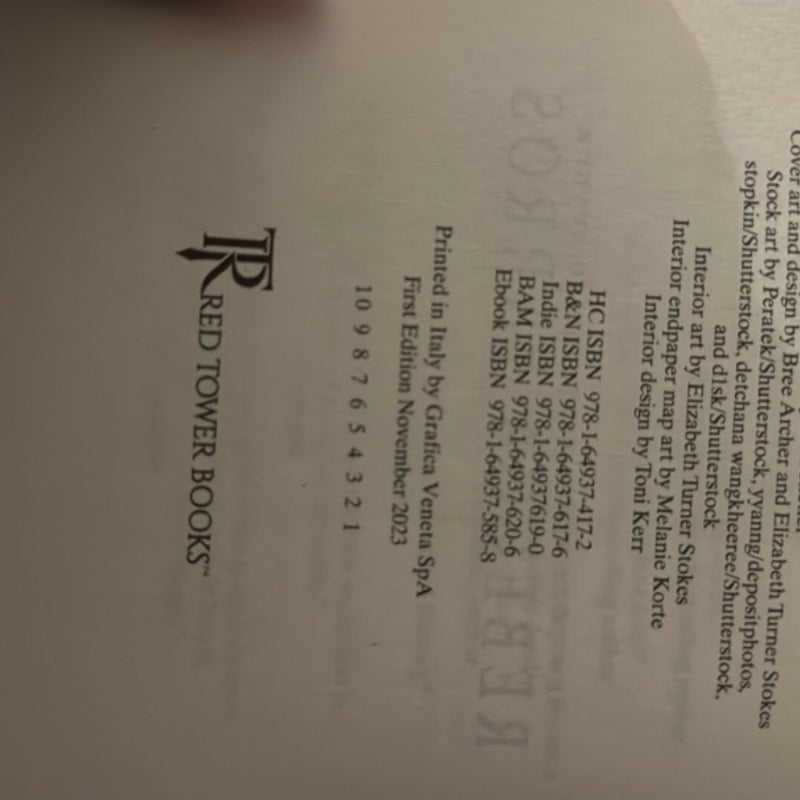 Cover art and design by Bree Archer and Elizabeth Turner Stokes
Stock art by Peratek/Shutterstock, yyanng/depositphotos,
stopkin/Shutterstock, detchana wangkheeree/Shutterstock,
and d1sk/Shutterstock
Interior art by Elizabeth Turner Stokes
Interior endpaper map art by Melanie Korte
Interior design by Toni Kerr
HC ISBN 978-1-64937-417-2
B&N ISBN 978-1-64937-617-6
Indie ISBN 978-1-64937619-0
BAM ISBN 978-1-64937-620-6
Ebook ISBN 978-1-64937-585-8
Printed in Italy by Grafica Veneta SpA
First Edition November 2023
10 9 8 7 6 5 4 3 2 1
RED TOWER BOOKS™